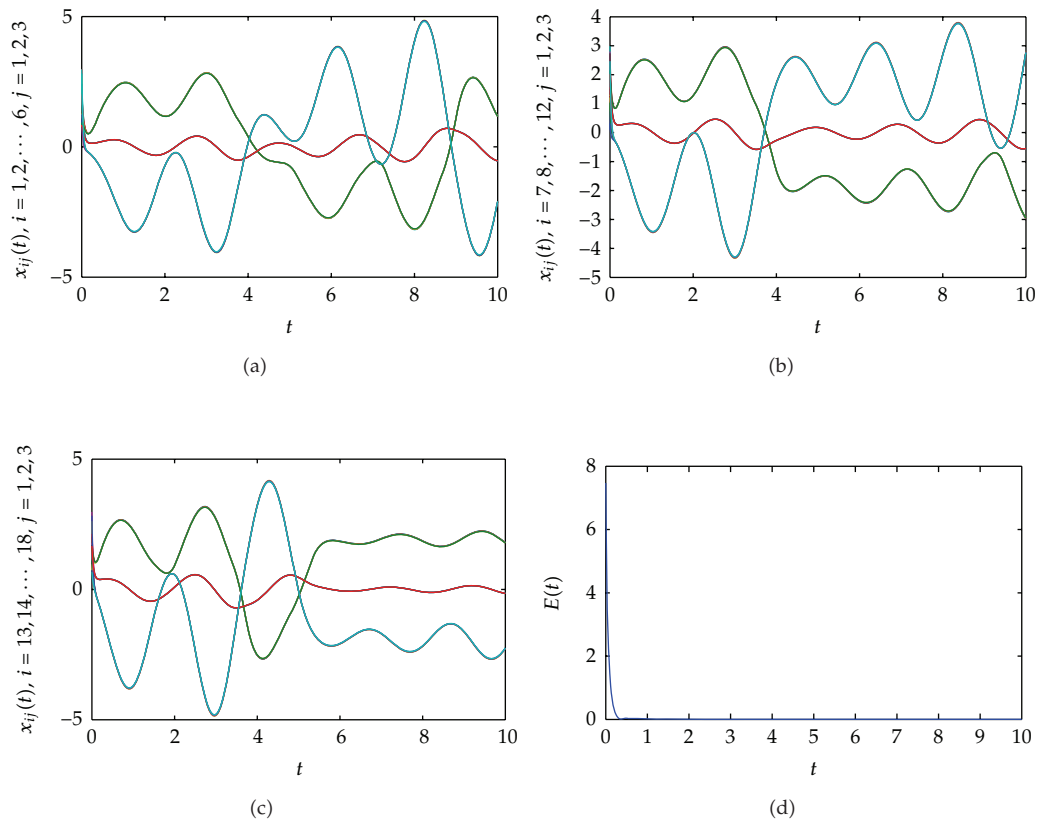 5
0
−5
0 2 4 6 8 10
t
x_{ij}(t), i = 1, 2, ⋯, 6, j = 1, 2, 3
(a)
4
3
2
1
0
−1
−2
−3
−4
−5
0 2 4 6 8 10
t
x_{ij}(t), i = 7, 8, ⋯, 12, j = 1, 2, 3
(b)
5
0
−5
0 2 4 6 8 10
t
x_{ij}(t), i = 13, 14, ⋯, 18, j = 1, 2, 3
(c)
8
6
4
2
0
0 1 2 3 4 5 6 7 8 9 10
t
E(t)
(d)